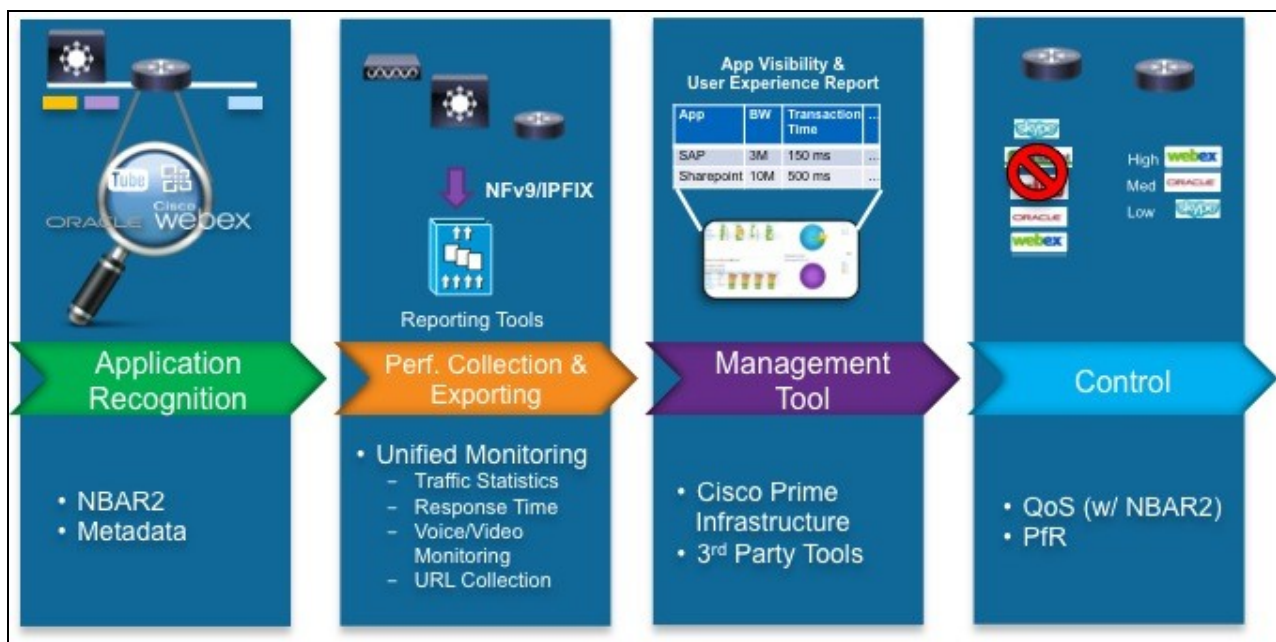 Tube
ORACLE
Cisco
webex
Application
Recognition
• NBAR2
• Metadata
NFv9/IPFIX
Reporting Tools
Perf. Collection &
Exporting
• Unified Monitoring
– Traffic Statistics
– Response Time
– Voice/Video
Monitoring
– URL Collection
App Visibility &
User Experience Report
App BW Transaction Time ...
SAP 3M 150 ms ...
Sharepoint 10M 500 ms ...
Management
Tool
• Cisco Prime
Infrastructure
• 3rd Party Tools
skype
ORACLE
webex
High webex
Med ORACLE
Low skype
Control
• QoS (w/ NBAR2)
• PfR